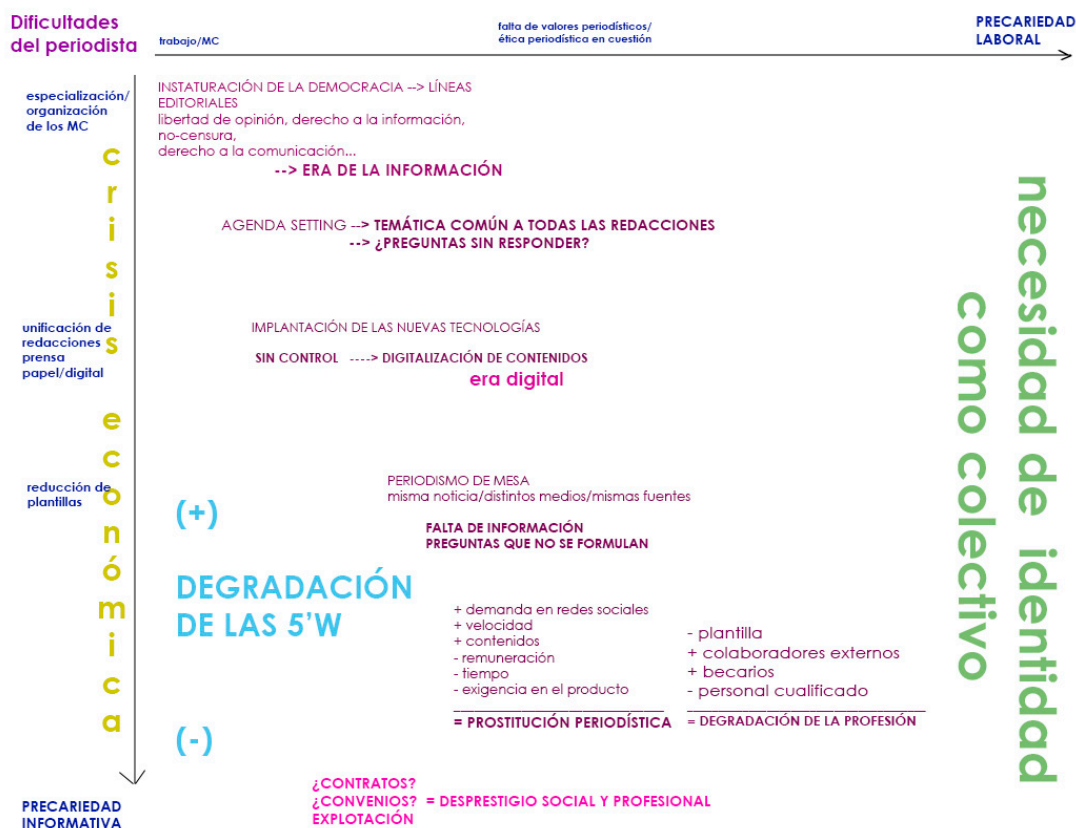 Dificultades
del periodista
trabajo/MC
falta de valores periodísticos/
ética periodística en cuestión
PRECARIEDAD
LABORAL
especialización/
organización
de los MC
INSTATURACIÓN DE LA DEMOCRACIA --> LÍNEAS
EDITORIALES
libertad de opinión, derecho a la información,
no-censura,
derecho a la comunicación...
--> ERA DE LA INFORMACIÓN
crisis económica
AGENDA SETTING --> TEMÁTICA COMÚN A TODAS LAS REDACCIONES
--> ¿PREGUNTAS SIN RESPONDER?
unificación de
redacciones
prensa
papel/digital
IMPLANTACIÓN DE LAS NUEVAS TECNOLOGÍAS
SIN CONTROL ----> DIGITALIZACIÓN DE CONTENIDOS
era digital
reducción de
plantillas
PERIODISMO DE MESA
misma noticia/distintos medios/mismas fuentes
(+)
FALTA DE INFORMACIÓN
PREGUNTAS QUE NO SE FORMULAN
DEGRADACIÓN
DE LAS 5'W
+ demanda en redes sociales
+ velocidad
+ contenidos
- remuneración
- tiempo
- exigencia en el producto
= PROSTITUCIÓN PERIODÍSTICA
- plantilla
+ colaboradores externos
+ becarios
- personal cualificado
= DEGRADACIÓN DE LA PROFESIÓN
(-)
¿CONTRATOS?
¿CONVENIOS? = DESPRESTIGIO SOCIAL Y PROFESIONAL
EXPLOTACIÓN
PRECARIEDAD
INFORMATIVA
necesidad de identidad
como colectivo